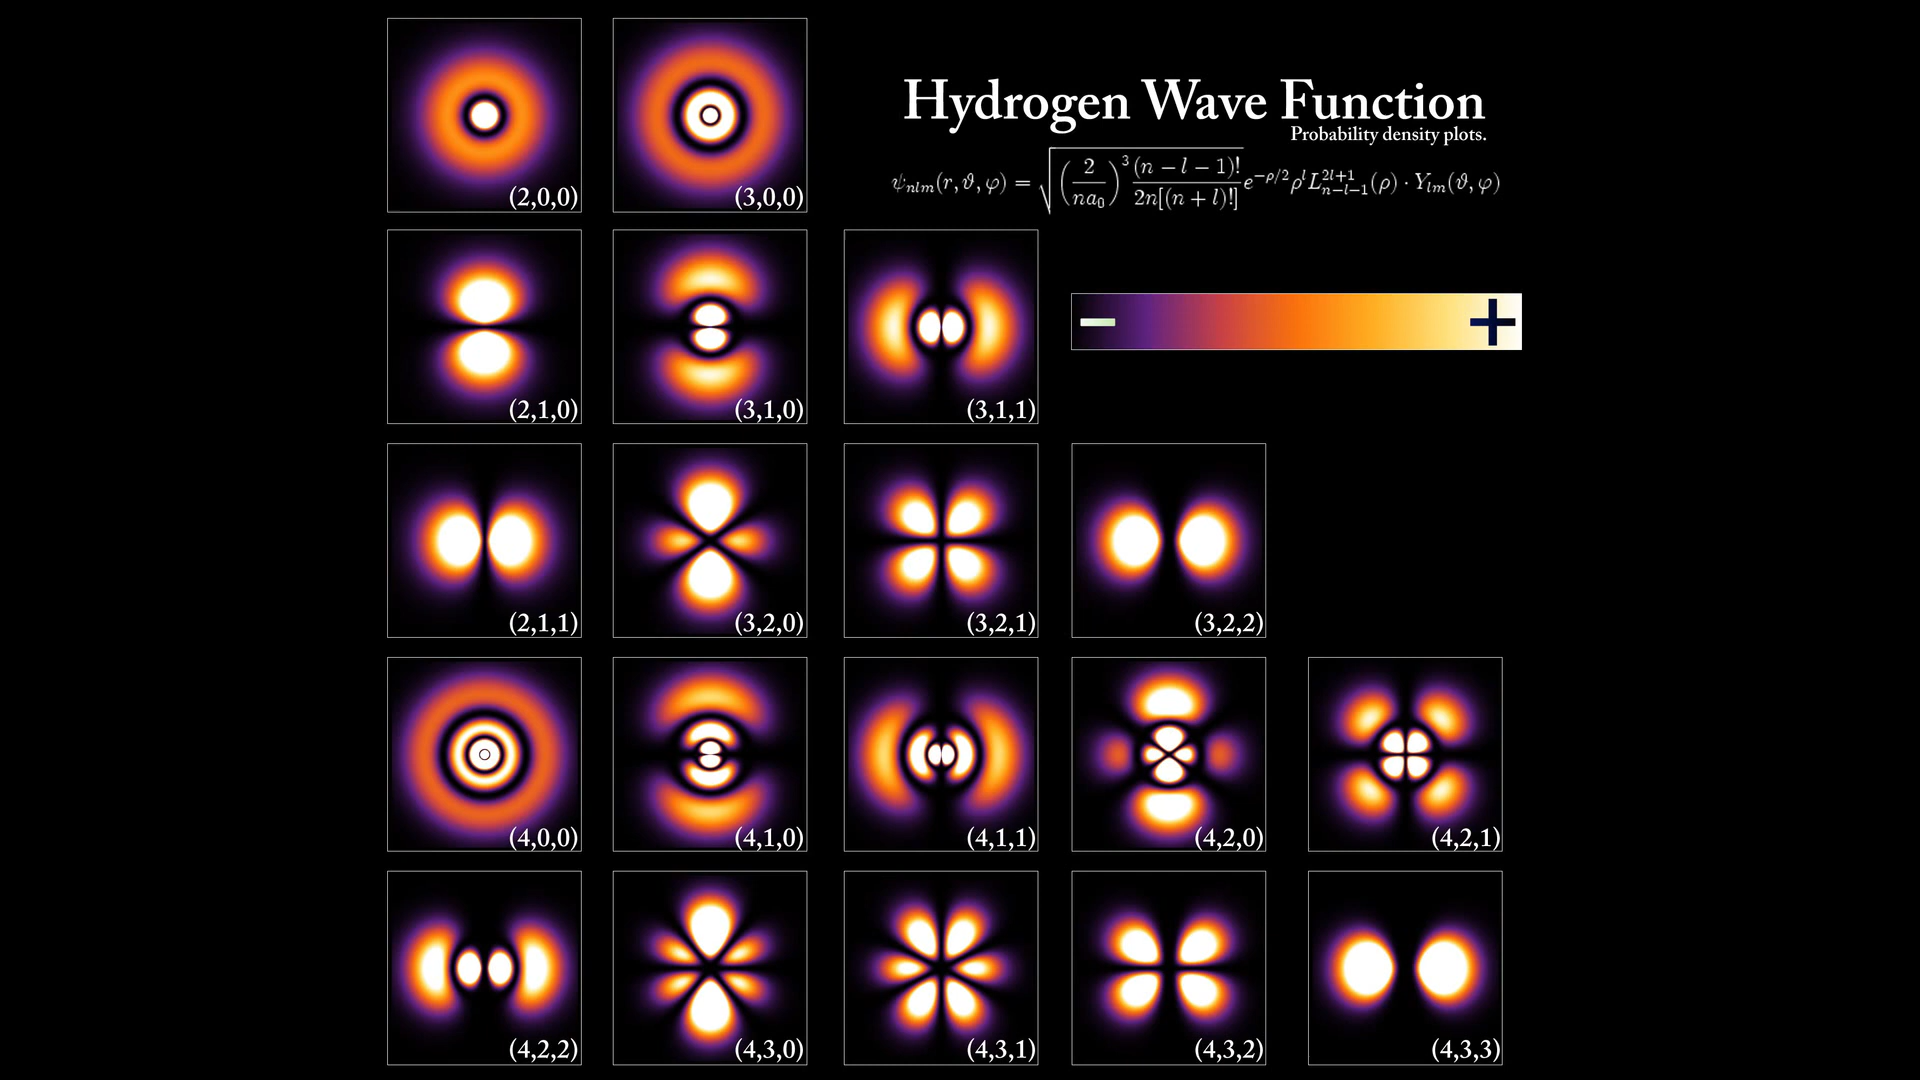 Hydrogen Wave Function
Probability density plots.
ψnlm(r,ϑ,φ) = √((2/na₀)³ (n − l − 1)!/2n[(n + l)!]) e^−ρ/2 ρ^l L^2l+1_n−l−1(ρ) · Ylm(ϑ,φ)
− +
(2,0,0) (3,0,0)
(2,1,0) (3,1,0) (3,1,1)
(2,1,1) (3,2,0) (3,2,1) (3,2,2)
(4,0,0) (4,1,0) (4,1,1) (4,2,0) (4,2,1)
(4,2,2) (4,3,0) (4,3,1) (4,3,2) (4,3,3)